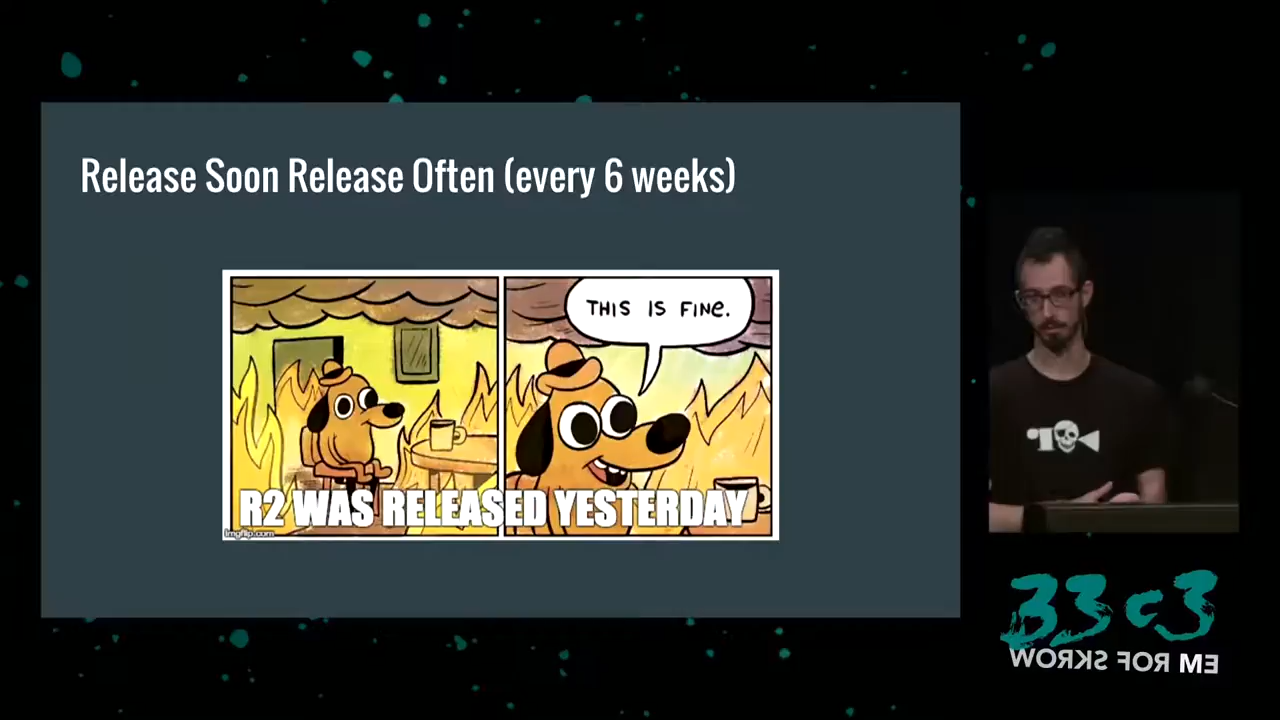 Release Soon Release Often (every 6 weeks)
THIS IS FINE.
R2 WAS RELEASED YESTERDAY
imgflip.com
33c3
WORKS FOR ME